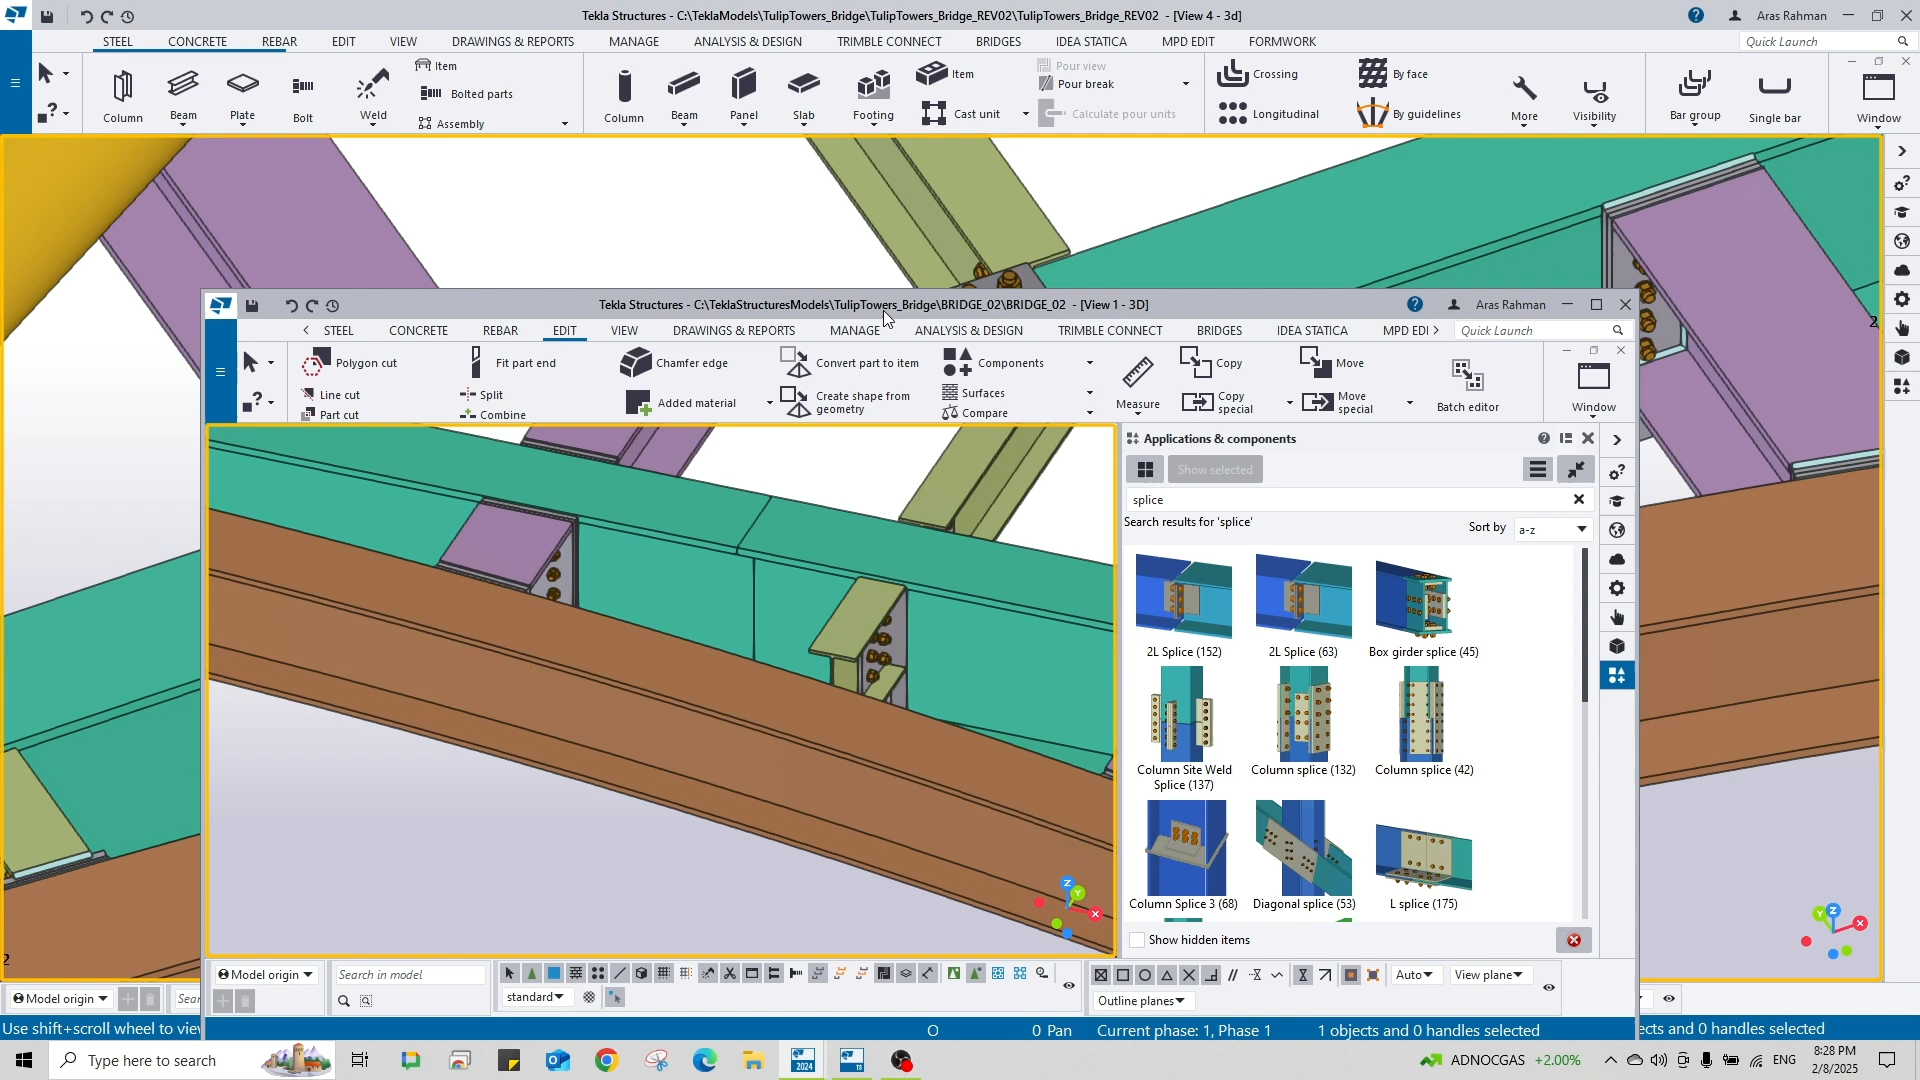 Tekla Structures - C:\TeklaModels\TulipTowers_Bridge\TulipTowers_Bridge_REV02\TulipTowers_Bridge_REV02 - [View 4 - 3d]
Aras Rahman
STEEL CONCRETE REBAR EDIT VIEW DRAWINGS & REPORTS MANAGE ANALYSIS & DESIGN TRIMBLE CONNECT BRIDGES IDEA STATICA MPD EDIT FORMWORK
Quick Launch
Column Beam Plate Bolt Weld
Item
Bolted parts
Assembly
Column Beam Panel Slab Footing
Item
Cast unit
Pour view
Pour break
Calculate pour units
Crossing
Longitudinal
By face
By guidelines
More Visibility Bar group Single bar Window
2
Tekla Structures - C:\TeklaStructuresModels\TulipTowers_Bridge\BRIDGE_02\BRIDGE_02 - [View 1 - 3D]
Aras Rahman
STEEL CONCRETE REBAR EDIT VIEW DRAWINGS & REPORTS MANAGE ANALYSIS & DESIGN TRIMBLE CONNECT BRIDGES IDEA STATICA MPD EDI
Quick Launch
Polygon cut
Line cut
Part cut
Fit part end
Split
Combine
Chamfer edge
Added material
Convert part to item
Create shape from
geometry
Components
Surfaces
Compare
Measure
Copy
Copy
special
Move
Move
special
Batch editor
Window
Applications & components
Show selected
splice
Search results for 'splice'
Sort by a-z
2L Splice (152) 2L Splice (63) Box girder splice (45)
Column Site Weld
Splice (137)
Column splice (132) Column splice (42)
Column Splice 3 (68) Diagonal splice (53) L splice (175)
Show hidden items
Z
Y
X
Z
Y
X
2
Model origin
Search in model
standard
Auto
View plane
Outline planes
Model origin
Sear
Use shift+scroll wheel to vie
O
0 Pan
Current phase: 1, Phase 1
1 objects and 0 handles selected
ects and 0 handles selected
Type here to search
2024
TS
ADNOCGAS +2.00%
ENG
8:28 PM
2/8/2025